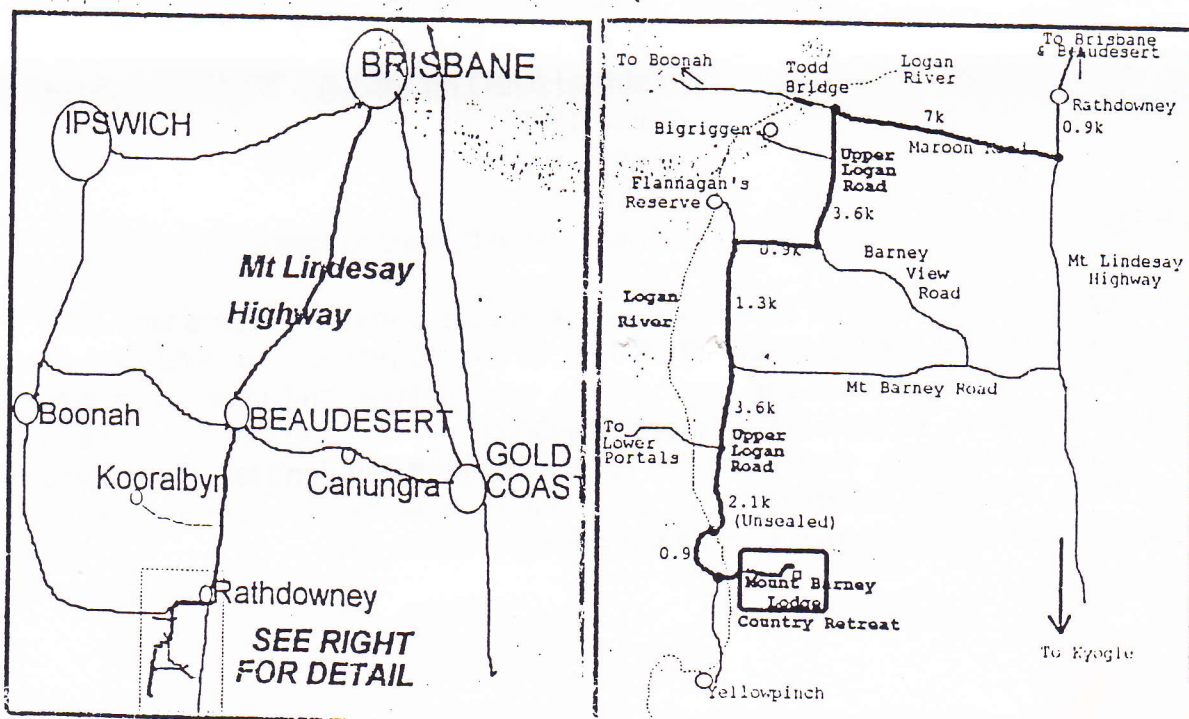 BRISBANE
IPSWICH
Mt Lindesay
Highway
Boonah
BEAUDESERT
Kooralbyn
Canungra
GOLD
COAST
Rathdowney
SEE RIGHT
FOR DETAIL
To Boonah
Todd
Bridge
Logan
River
To Brisbane
& Beaudesert
Rathdowney
0.9k
7k
Maroon Road
Bigriggen
Upper
Logan
Road
Flannagan's
Reserve
3.6k
0.9k
Barney
View
Road
Mt Lindesay
Highway
Logan
River
1.3k
Mt Barney Road
3.6k
To
Lower
Portals
Upper
Logan
Road
2.1k
(Unsealed)
0.9
Mount Barney
Lodge
Country Retreat
To Kyogle
Yellowpinch